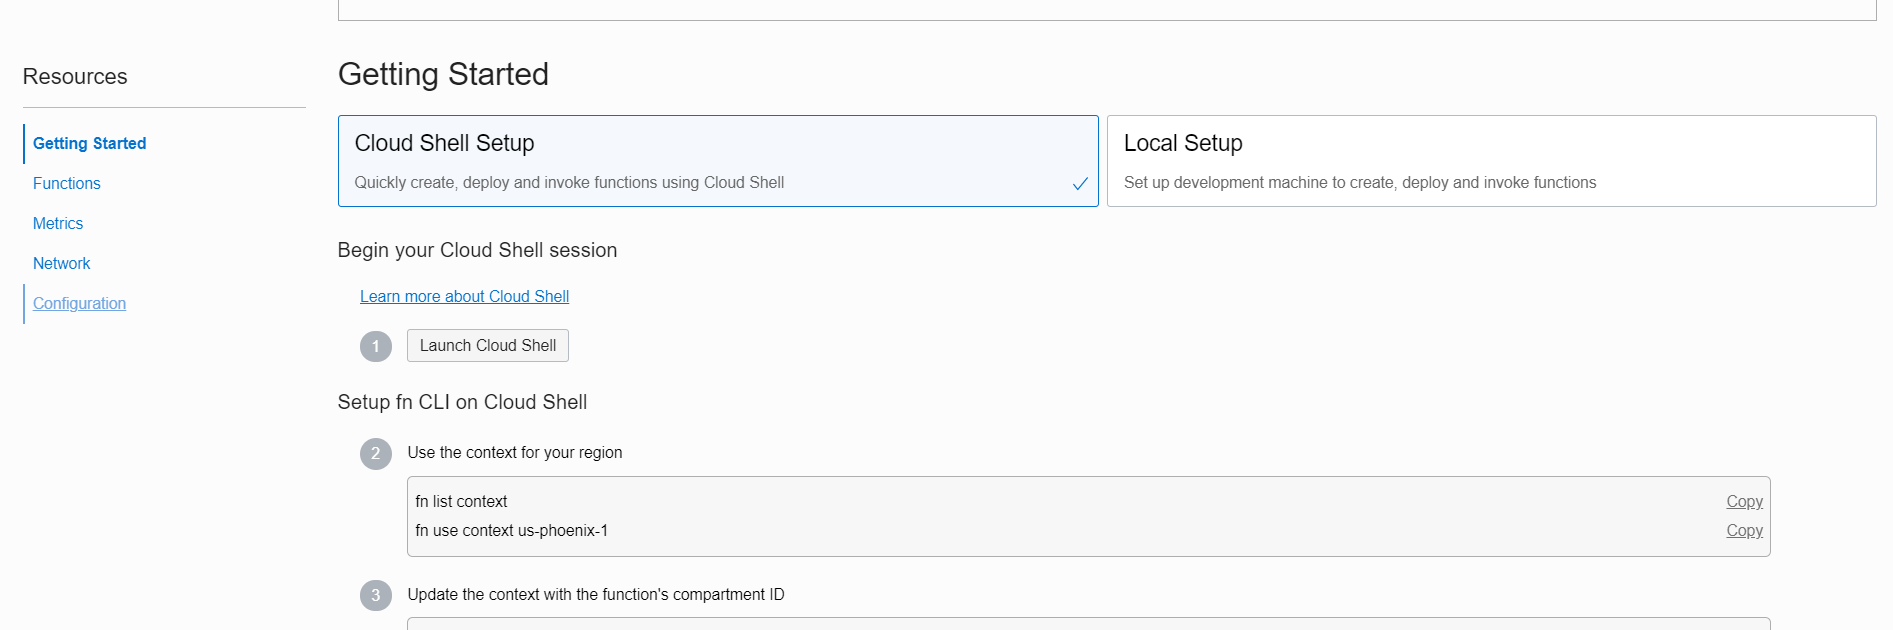 Resources
Getting Started
Functions
Metrics
Network
Configuration
Getting Started
Cloud Shell Setup
Quickly create, deploy and invoke functions using Cloud Shell
Local Setup
Set up development machine to create, deploy and invoke functions
Begin your Cloud Shell session
Learn more about Cloud Shell
1 Launch Cloud Shell
Setup fn CLI on Cloud Shell
2 Use the context for your region
fn list context Copy
fn use context us-phoenix-1 Copy
3 Update the context with the function's compartment ID